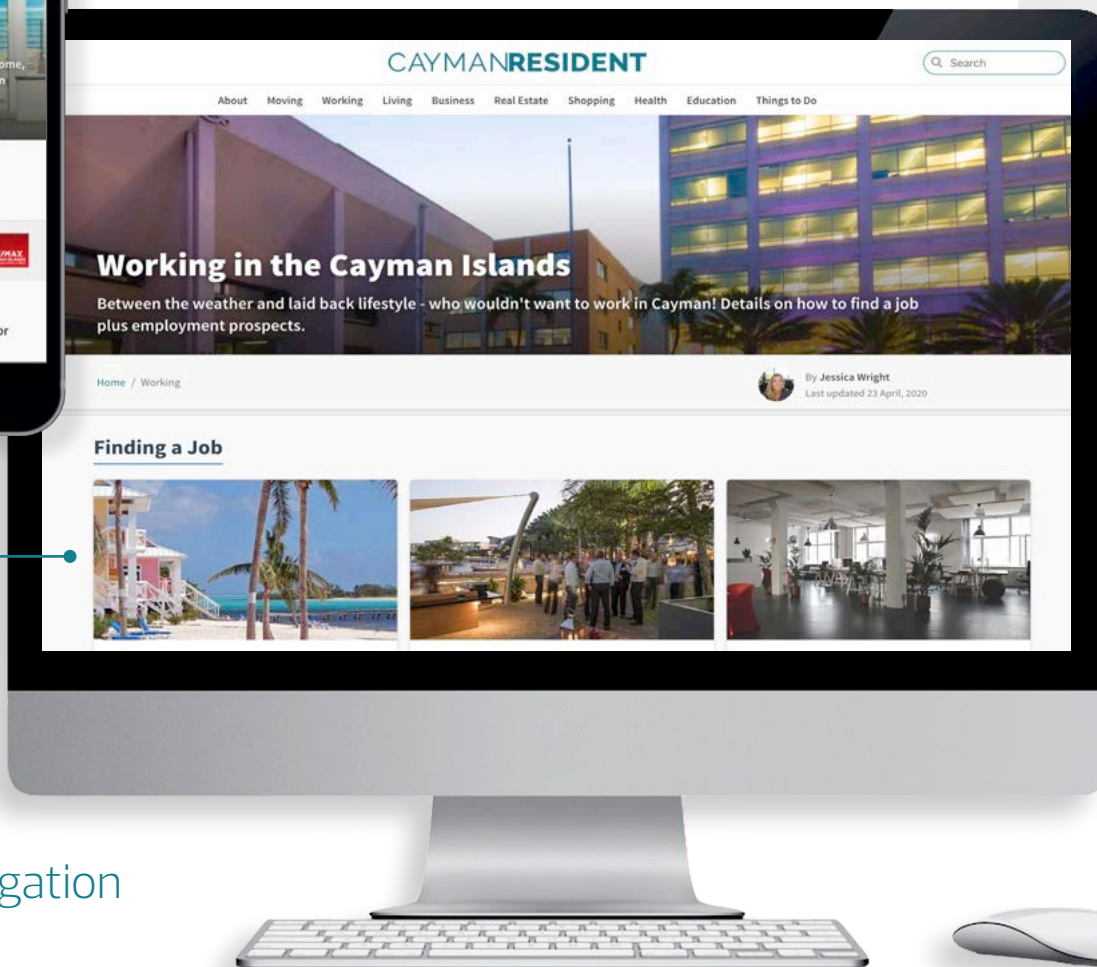 CAYMANRESIDENT
Search
About Moving Working Living Business Real Estate Shopping Health Education Things to Do
Working in the Cayman Islands
Between the weather and laid back lifestyle - who wouldn't want to work in Cayman! Details on how to find a job
plus employment prospects.
Home / Working
By Jessica Wright
Last updated 23 April, 2020
Finding a Job